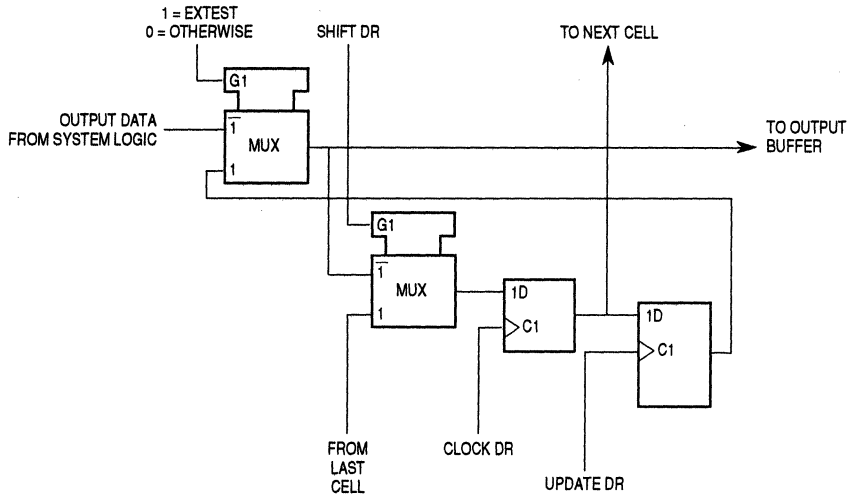 1 = EXTEST
0 = OTHERWISE
SHIFT DR
TO NEXT CELL
G1
OUTPUT DATA
FROM SYSTEM LOGIC
1
MUX
1
TO OUTPUT
BUFFER
G1
1
MUX
1
1D
C1
1D
C1
FROM
LAST
CELL
CLOCK DR
UPDATE DR